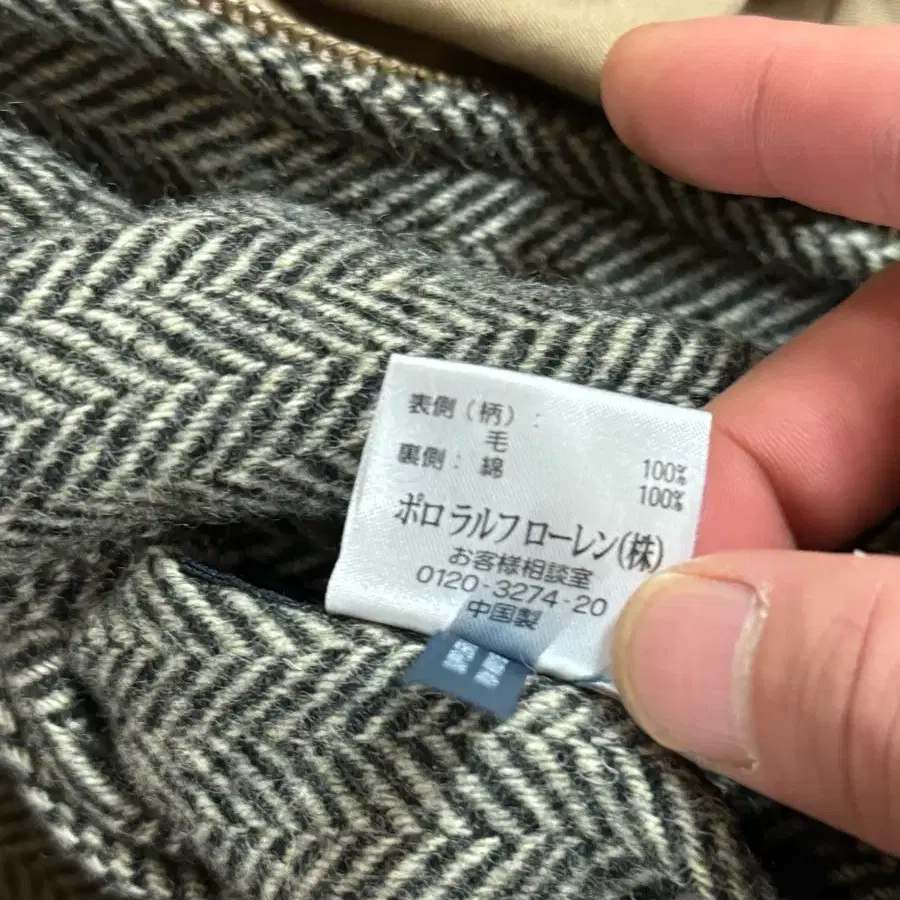 表側(柄):
毛 100%
裏側: 綿 100%
ポロ ラルフ ローレン(株)
お客様相談室
0120-3274-20
中国製